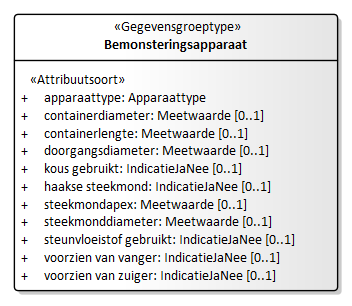 «Gegevensgroeptype»
Bemonsteringsapparaat
«Attribuutsoort»
+ apparaattype: Apparaattype
+ containerdiameter: Meetwaarde [0..1]
+ containerlengte: Meetwaarde [0..1]
+ doorgangsdiameter: Meetwaarde [0..1]
+ kous gebruikt: IndicatieJaNee [0..1]
+ haakse steekmond: IndicatieJaNee [0..1]
+ steekmondapex: Meetwaarde [0..1]
+ steekmonddiameter: Meetwaarde [0..1]
+ steunvloeistof gebruikt: IndicatieJaNee [0..1]
+ voorzien van vanger: IndicatieJaNee [0..1]
+ voorzien van zuiger: IndicatieJaNee [0..1]